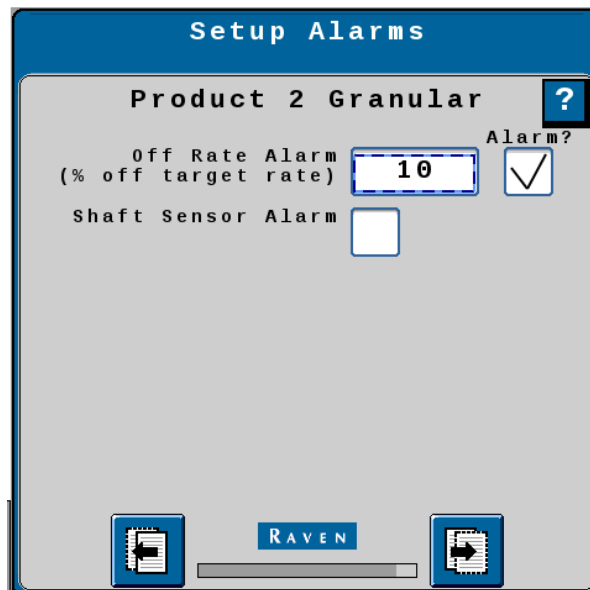 Setup Alarms
Product 2 Granular
?
Alarm?
Off Rate Alarm
(% off target rate)
10
Shaft Sensor Alarm
RAVEN